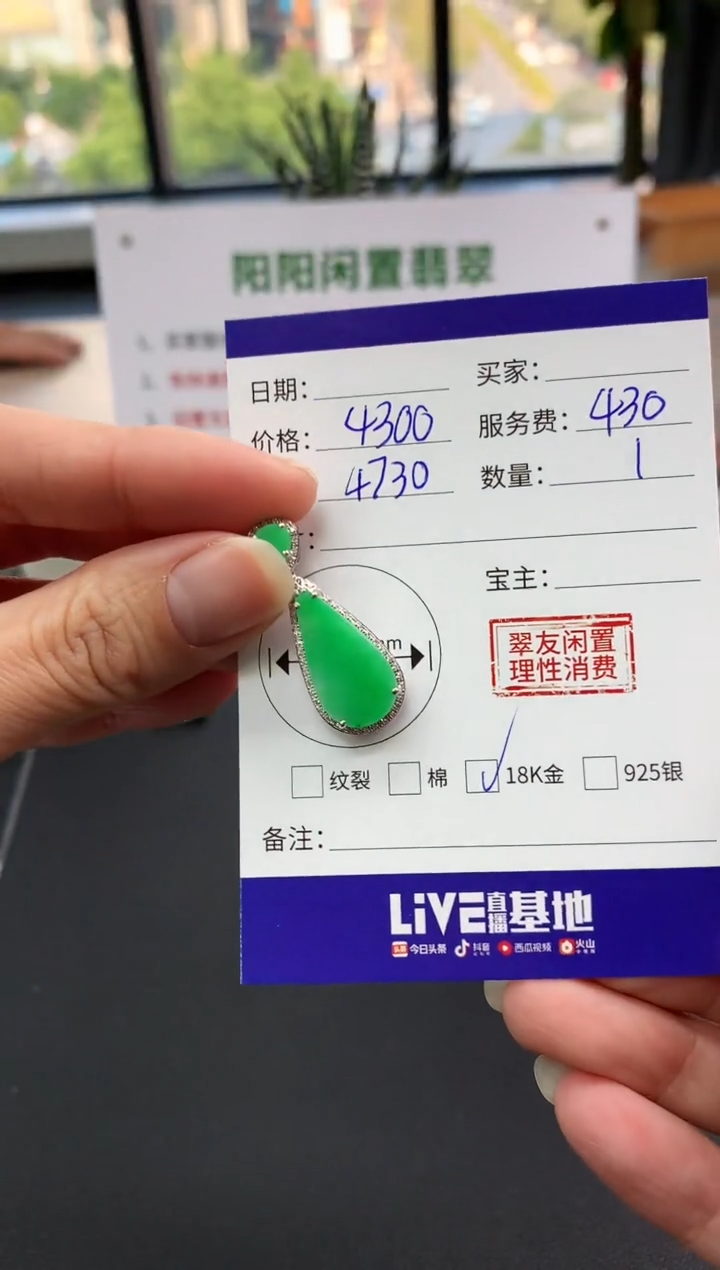 阳阳闲置翡翠
日期：
买家：
价格：4300
服务费：430
4730
数量：1
宝主：
mm
翠友闲置
理性消费
纹裂 棉 18K金 925银
备注：
LiVE直播基地
今日头条 抖音 西瓜视频 火山